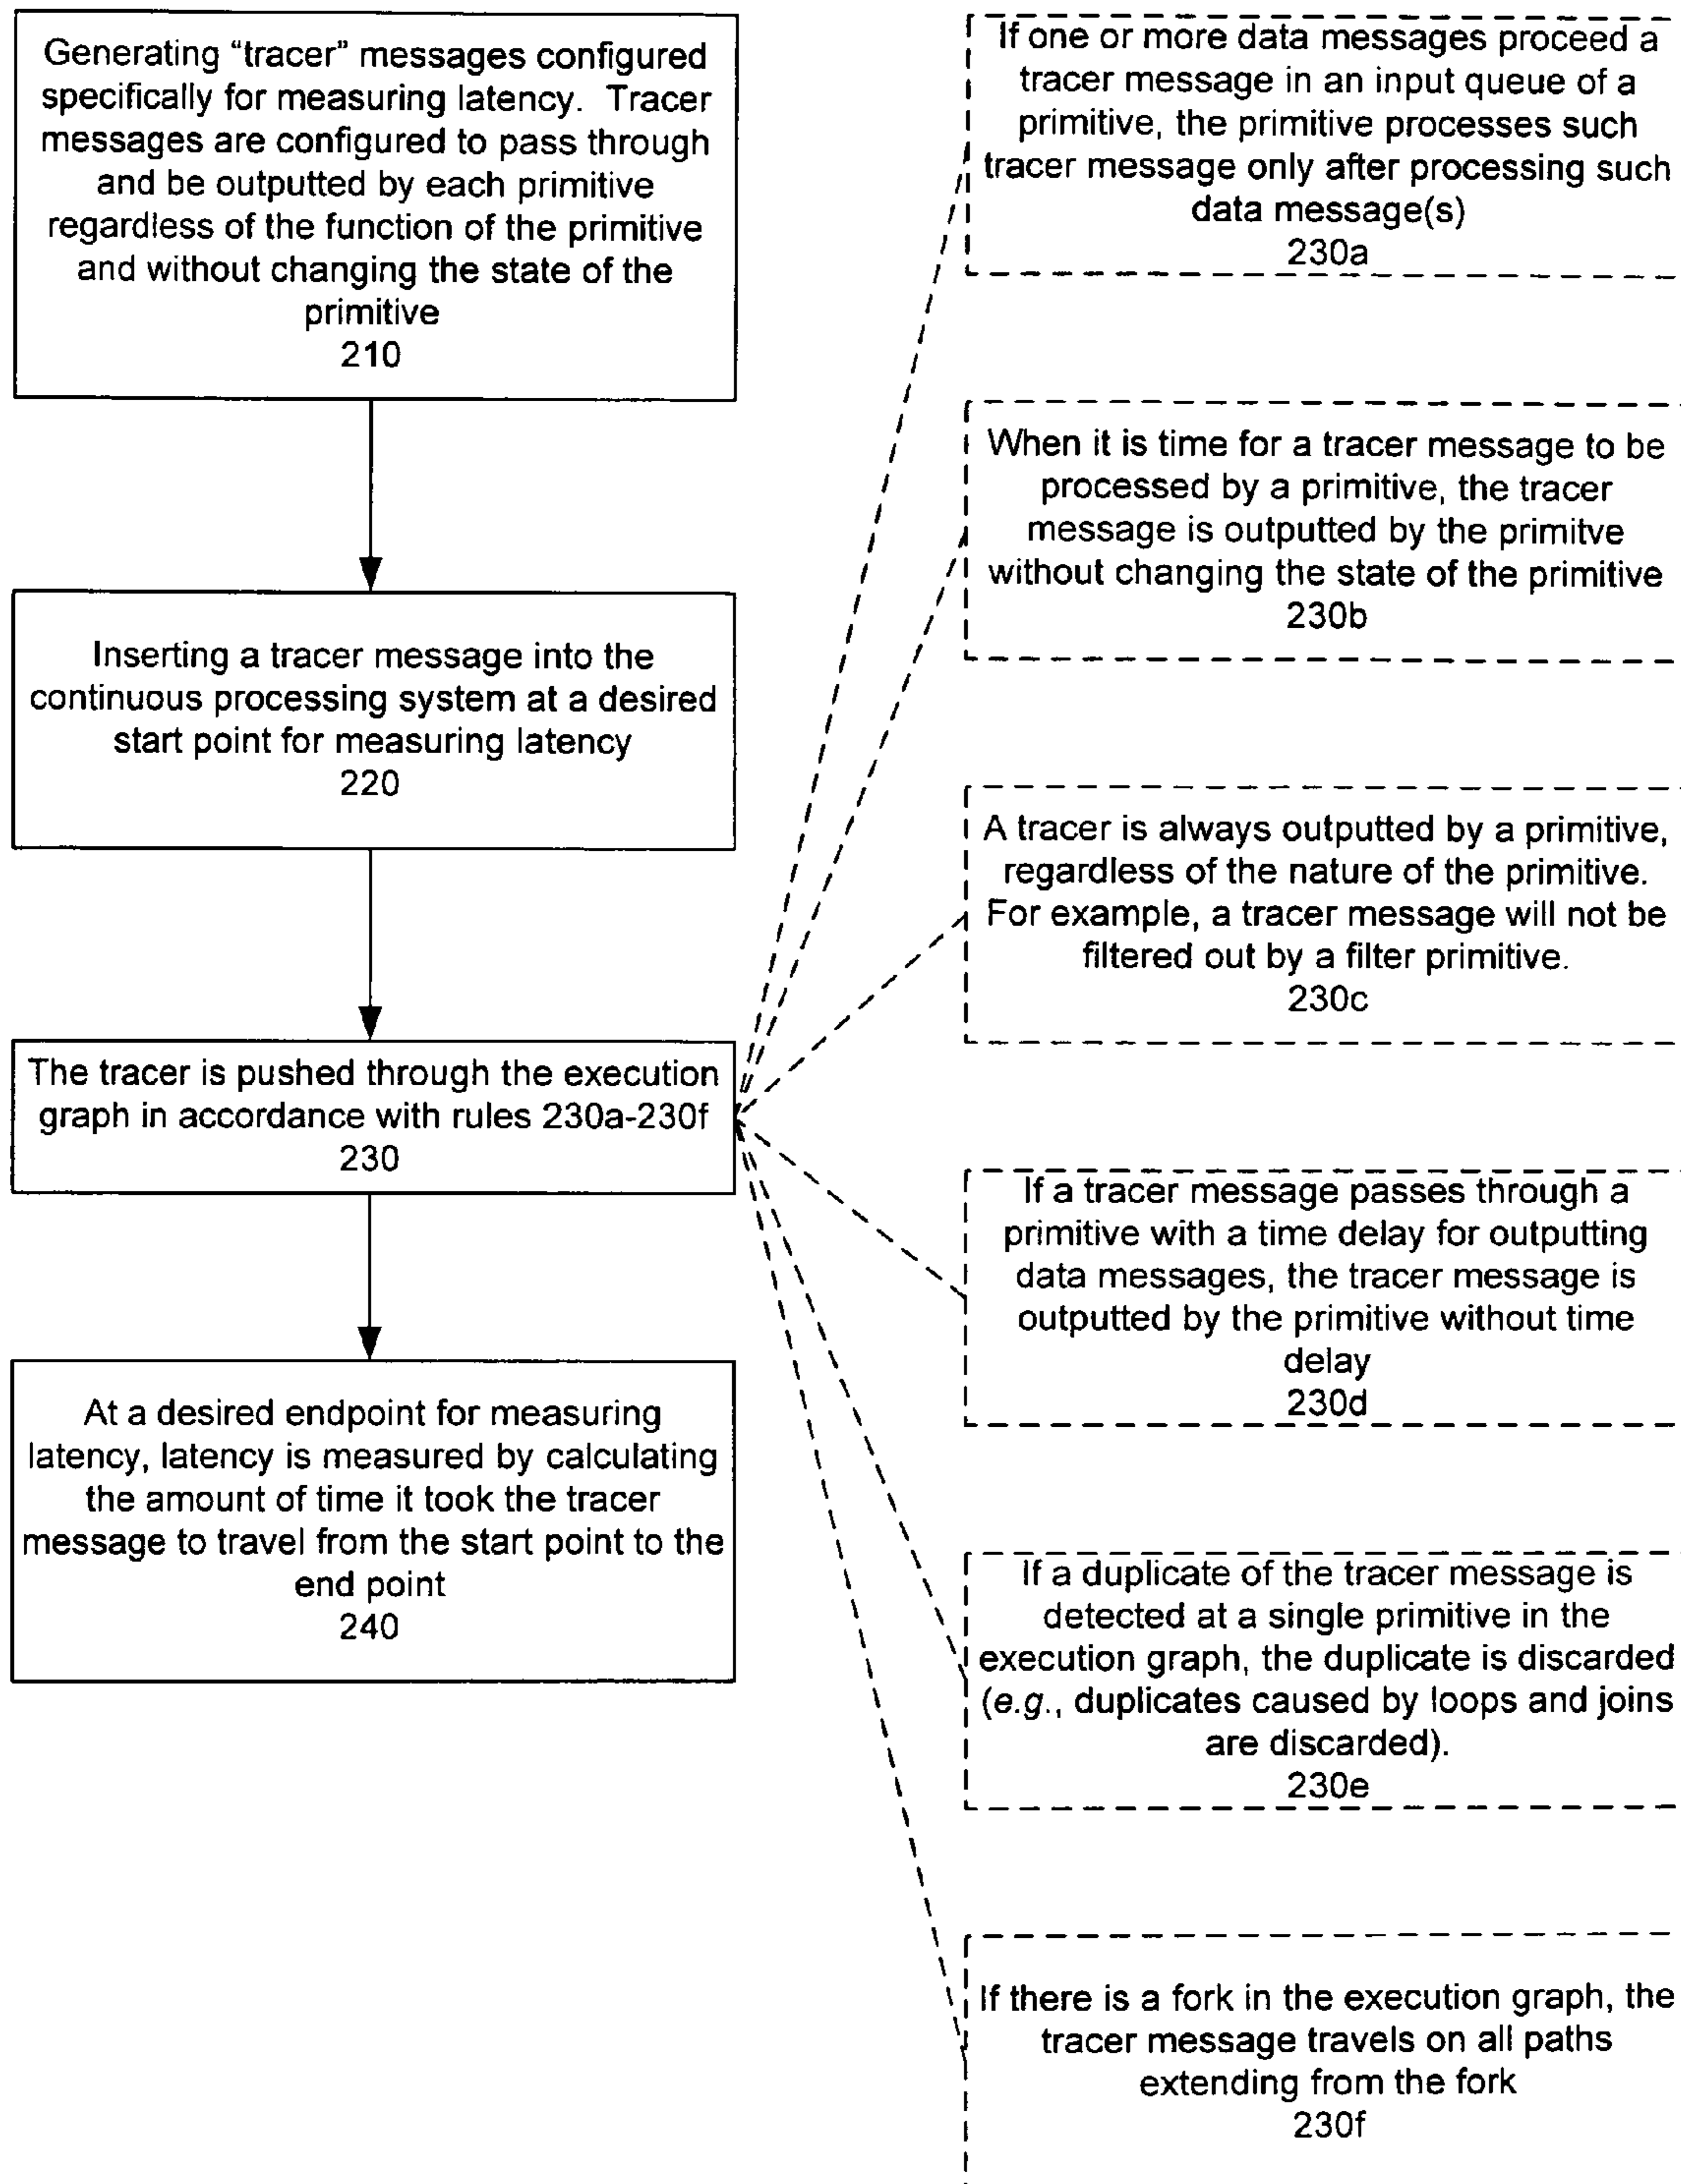 Generating “tracer” messages configured
specifically for measuring latency. Tracer
messages are configured to pass through
and be outputted by each primitive
regardless of the function of the primitive
and without changing the state of the
primitive
210
Inserting a tracer message into the
continuous processing system at a desired
start point for measuring latency
220
The tracer is pushed through the execution
graph in accordance with rules 230a-230f
230
At a desired endpoint for measuring
latency, latency is measured by calculating
the amount of time it took the tracer
message to travel from the start point to the
end point
240
If one or more data messages proceed a
tracer message in an input queue of a
primitive, the primitive processes such
tracer message only after processing such
data message(s)
230a
When it is time for a tracer message to be
processed by a primitive, the tracer
message is outputted by the primitve
without changing the state of the primitive
230b
A tracer is always outputted by a primitive,
regardless of the nature of the primitive.
For example, a tracer message will not be
filtered out by a filter primitive.
230c
If a tracer message passes through a
primitive with a time delay for outputting
data messages, the tracer message is
outputted by the primitive without time
delay
230d
If a duplicate of the tracer message is
detected at a single primitive in the
execution graph, the duplicate is discarded
(e.g., duplicates caused by loops and joins
are discarded).
230e
If there is a fork in the execution graph, the
tracer message travels on all paths
extending from the fork
230f